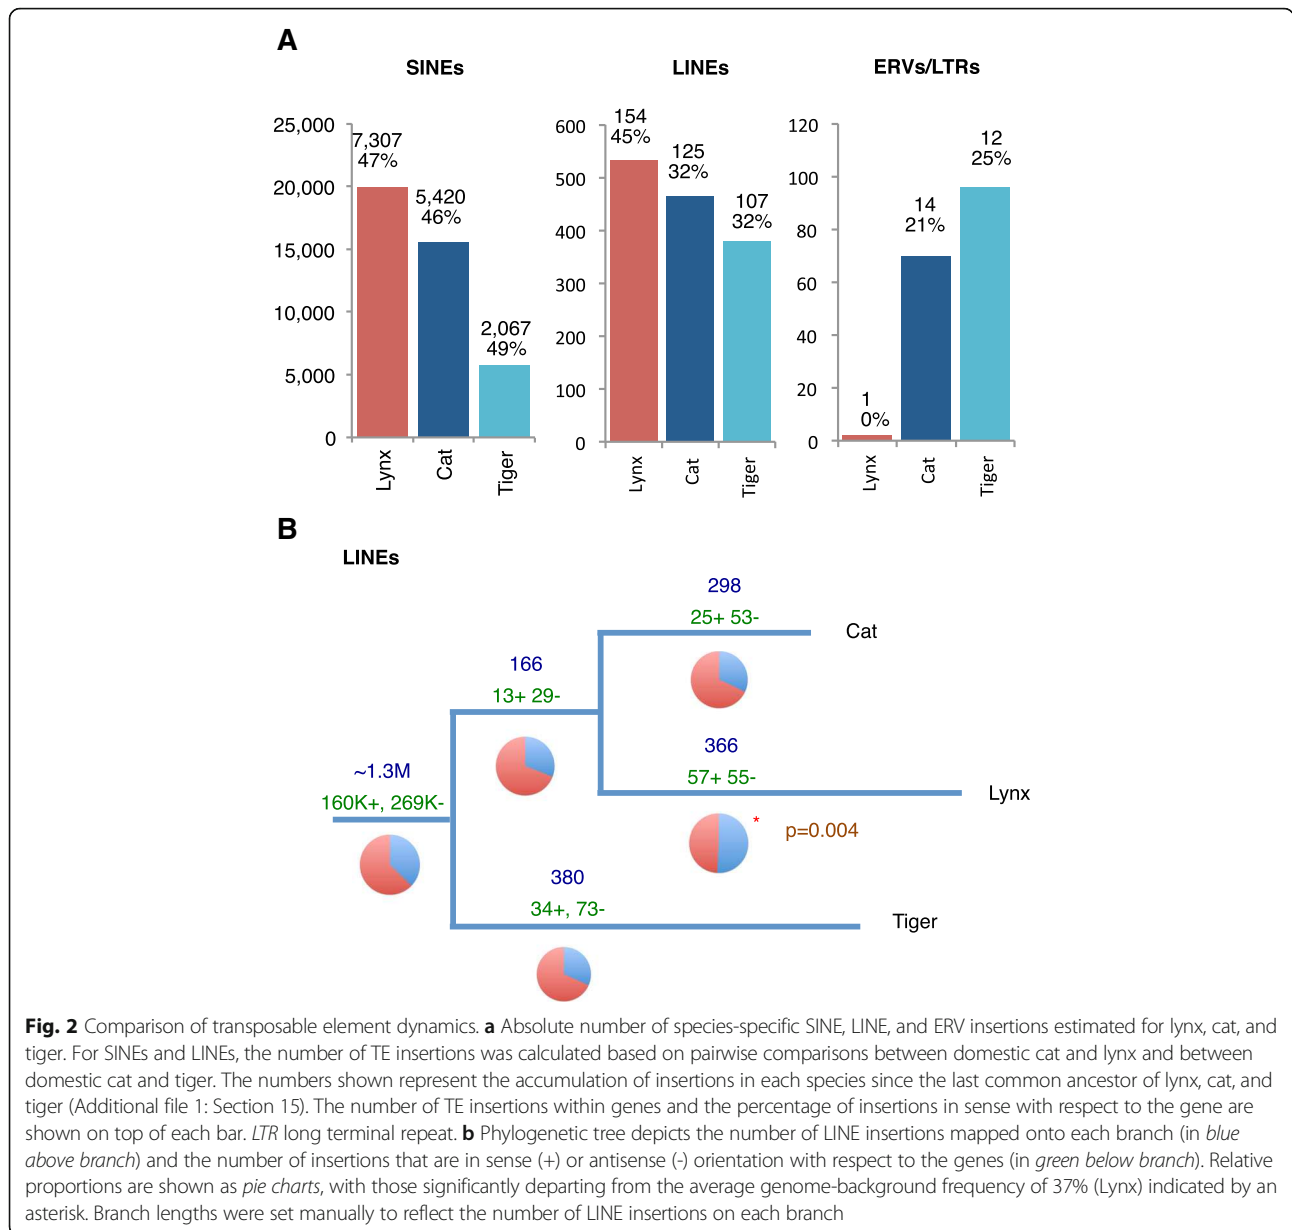 A
SINEs
LINEs
ERVs/LTRs
25,000
20,000
15,000
10,000
5,000
0
7,307
47%
5,420
46%
2,067
49%
Lynx
Cat
Tiger
600
500
400
300
200
100
0
154
45%
125
32%
107
32%
Lynx
Cat
Tiger
120
100
80
60
40
20
0
1
0%
14
21%
12
25%
Lynx
Cat
Tiger
B
LINEs
298
25+ 53-
Cat
166
13+ 29-
366
57+ 55-
Lynx
* p=0.004
~1.3M
160K+, 269K-
380
34+, 73-
Tiger
Fig. 2 Comparison of transposable element dynamics. a Absolute number of species-specific SINE, LINE, and ERV insertions estimated for lynx, cat, and
tiger. For SINEs and LINEs, the number of TE insertions was calculated based on pairwise comparisons between domestic cat and lynx and between
domestic cat and tiger. The numbers shown represent the accumulation of insertions in each species since the last common ancestor of lynx, cat, and
tiger (Additional file 1: Section 15). The number of TE insertions within genes and the percentage of insertions in sense with respect to the gene are
shown on top of each bar. LTR long terminal repeat. b Phylogenetic tree depicts the number of LINE insertions mapped onto each branch (in blue
above branch) and the number of insertions that are in sense (+) or antisense (-) orientation with respect to the genes (in green below branch). Relative
proportions are shown as pie charts, with those significantly departing from the average genome-background frequency of 37% (Lynx) indicated by an
asterisk. Branch lengths were set manually to reflect the number of LINE insertions on each branch